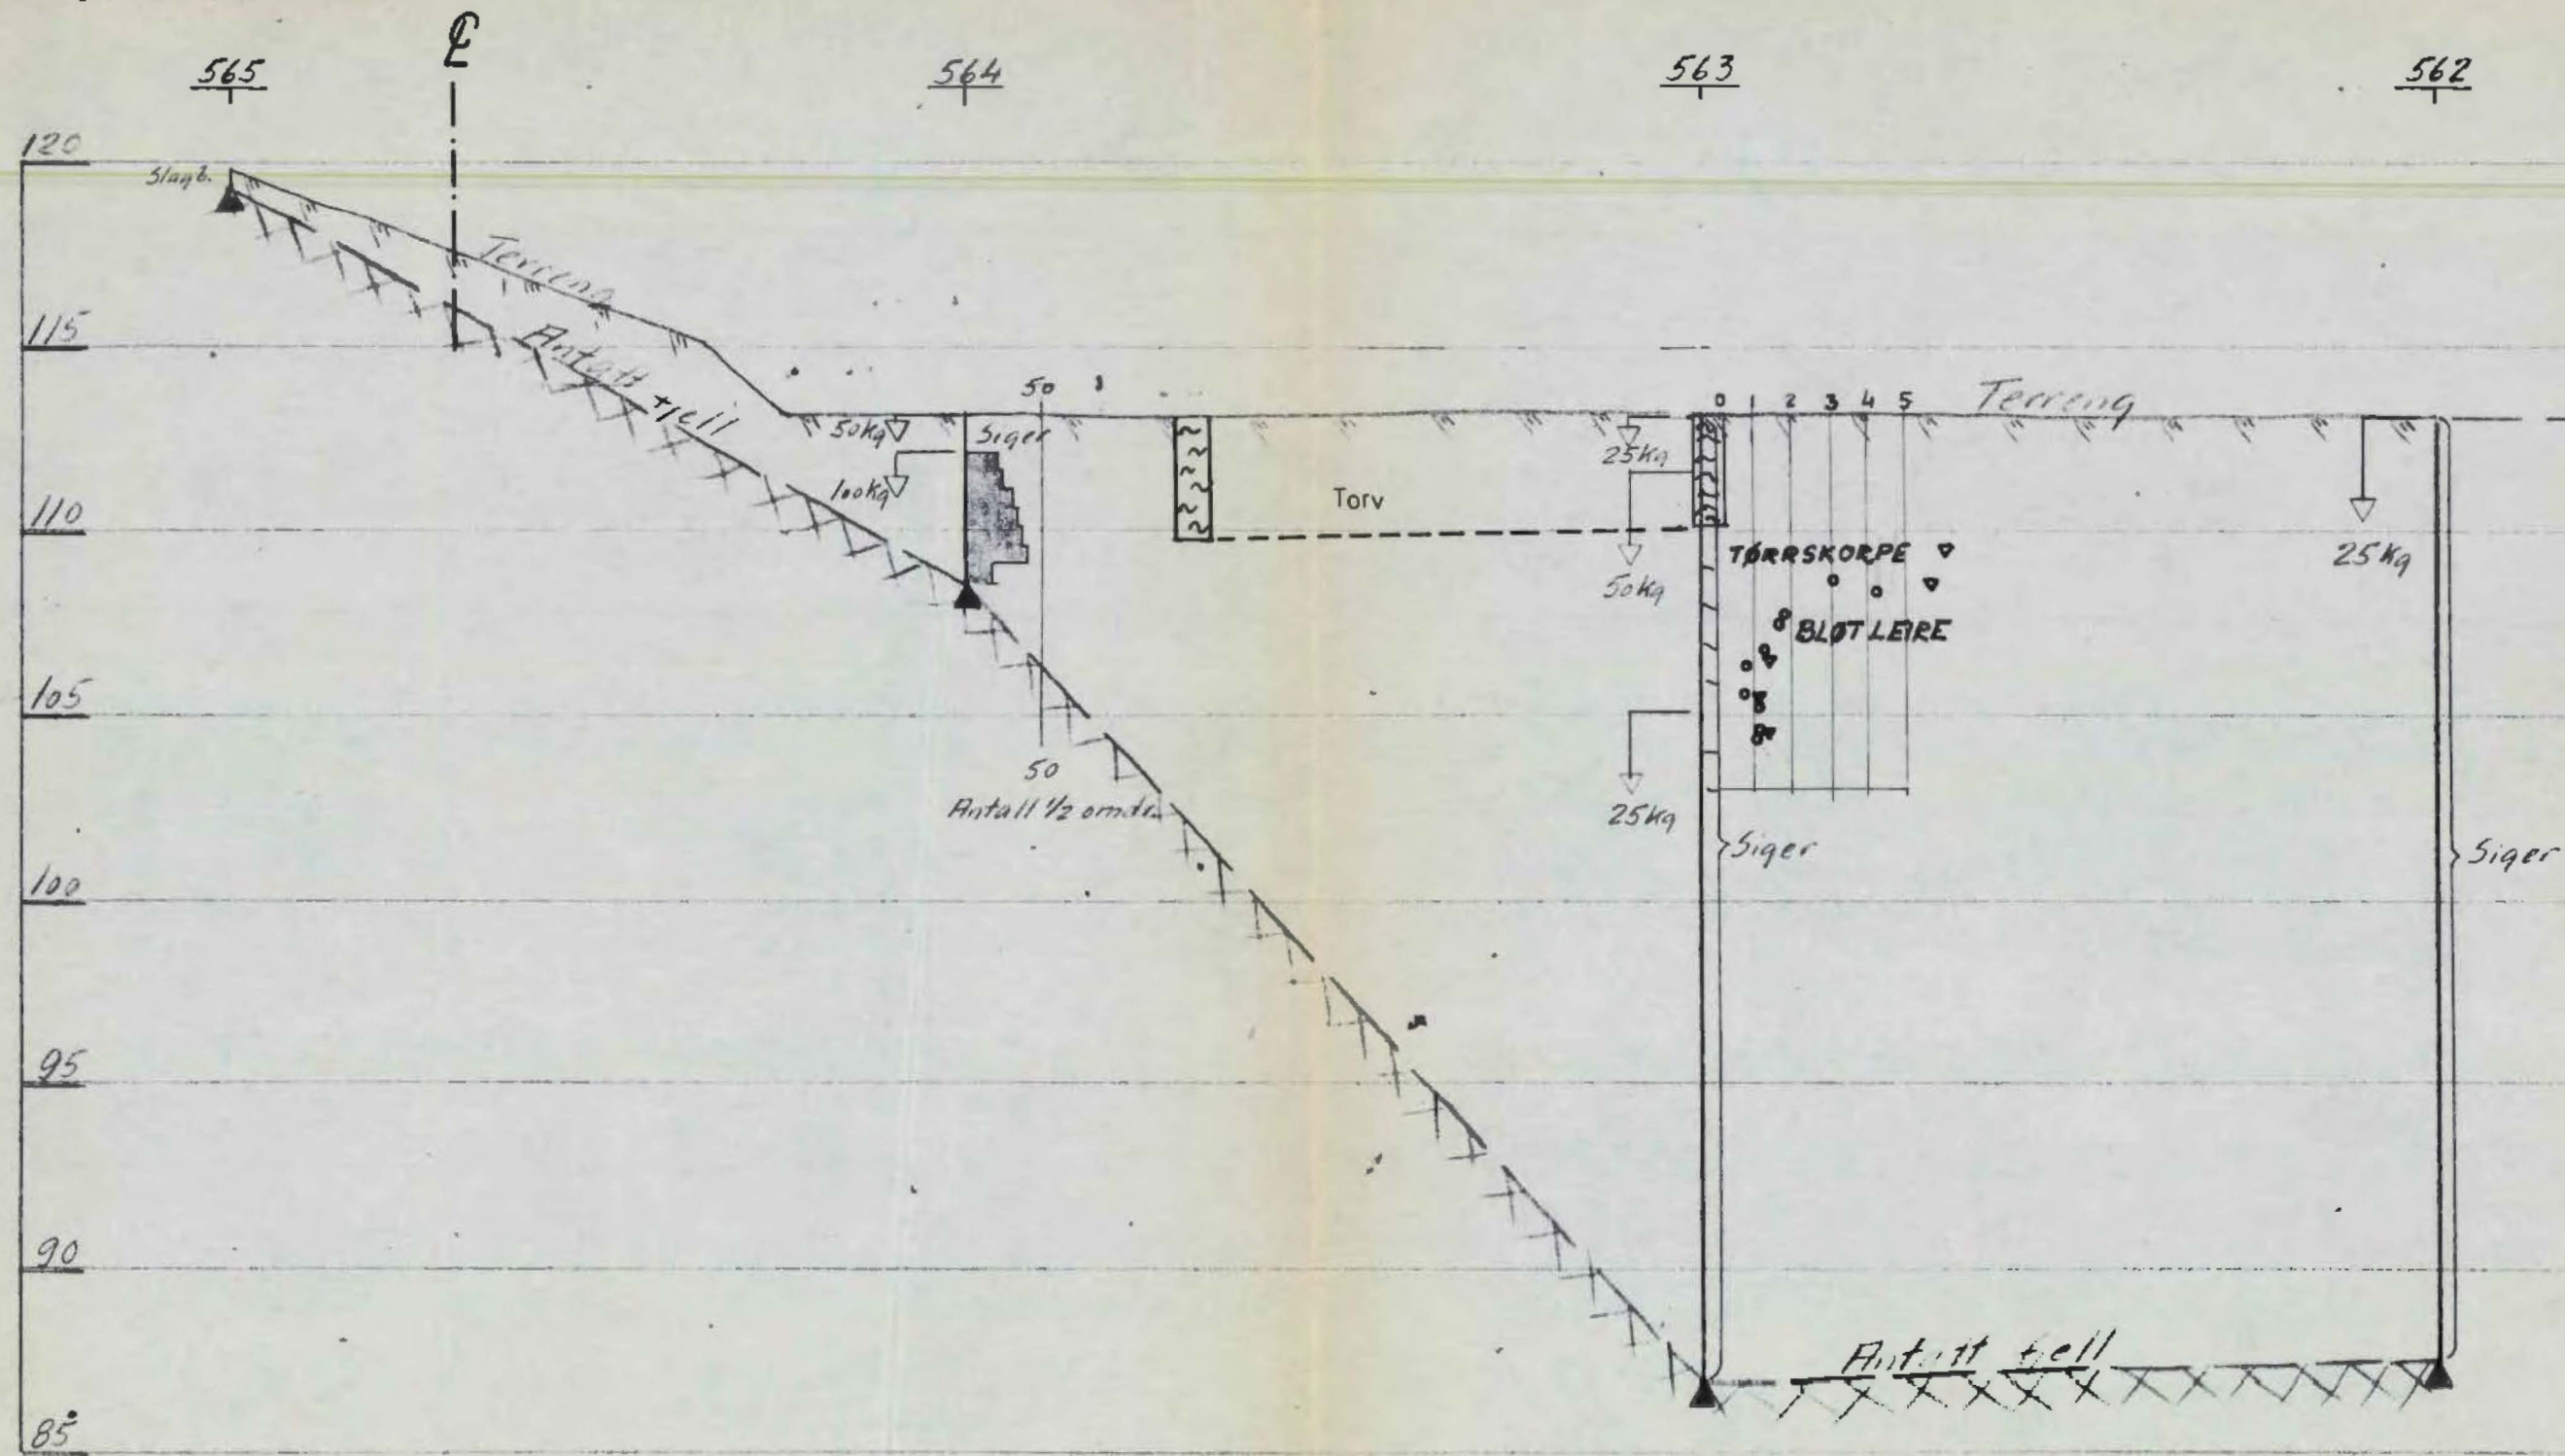 ℄
565
564
563
562
120
Slagb.
Terreng
115
Antatt fjell
50
0 1 2 3 4 5
Terreng
50kg
Siger
25Kg
100kg
Torv
110
TØRRSKORPE
25Kg
50Kg
BLØT LEIRE
105
50
Antall 1/2 omdr.
25Kg
Siger
Siger
100
95
90
Antatt fjell
85